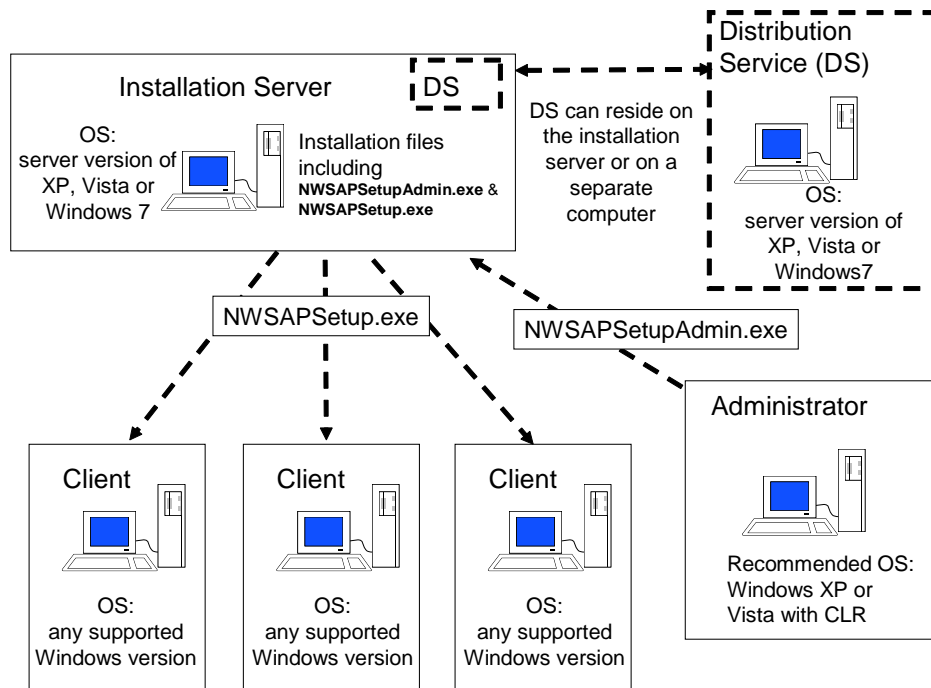 Installation Server
DS
OS:
server version of
XP, Vista or
Windows 7
Installation files
including
NWSAPSetupAdmin.exe &
NWSAPSetup.exe
DS can reside on
the installation
server or on a
separate
computer
Distribution
Service (DS)
OS:
server version of
XP, Vista or
Windows7
NWSAPSetup.exe
NWSAPSetupAdmin.exe
Client
OS:
any supported
Windows version
Client
OS:
any supported
Windows version
Client
OS:
any supported
Windows version
Administrator
Recommended OS:
Windows XP or
Vista with CLR